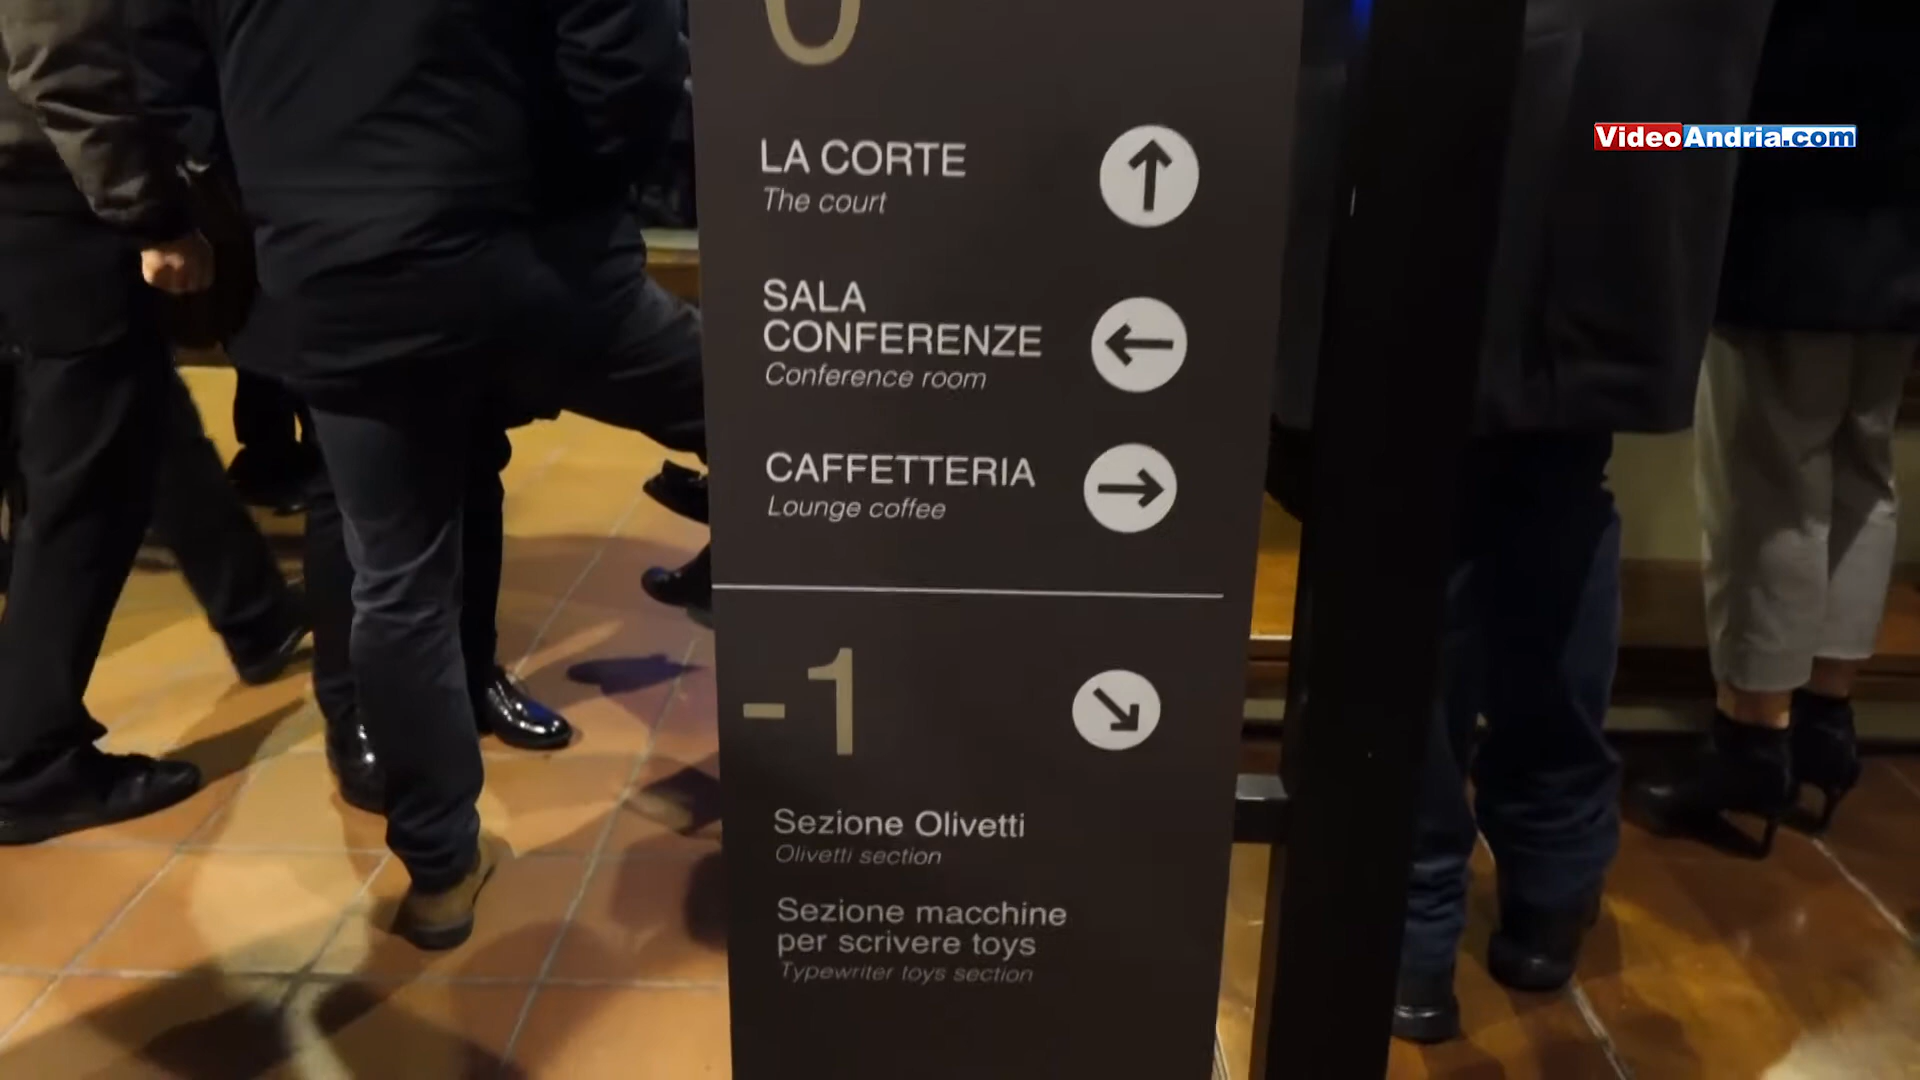 0
VideoAndria.com
LA CORTE
The court
SALA
CONFERENZE
Conference room
CAFFETTERIA
Lounge coffee
-1
Sezione Olivetti
Olivetti section
Sezione macchine
per scrivere toys
Typewriter toys section